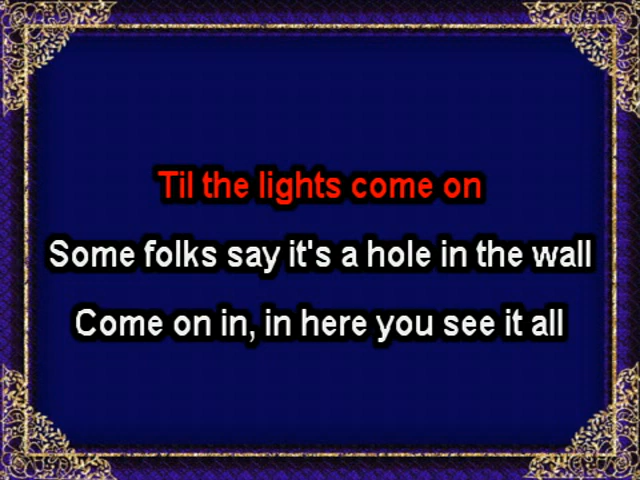 Til the lights come on
Some folks say it's a hole in the wall
Come on in, in here you see it all